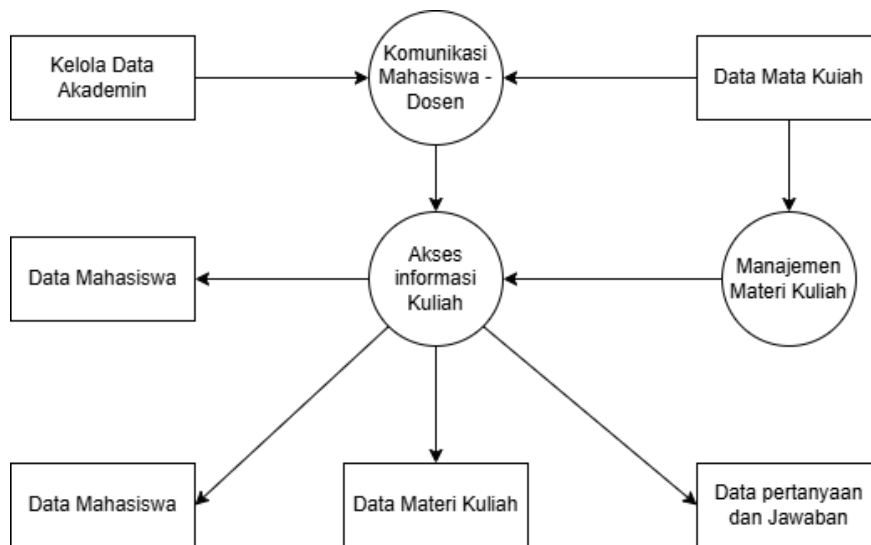 Kelola Data
Akademin
Komunikasi
Mahasiswa -
Dosen
Data Mata Kuiah
Data Mahasiswa
Akses
informasi
Kuliah
Manajemen
Materi Kuliah
Data Mahasiswa
Data Materi Kuliah
Data pertanyaan
dan Jawaban